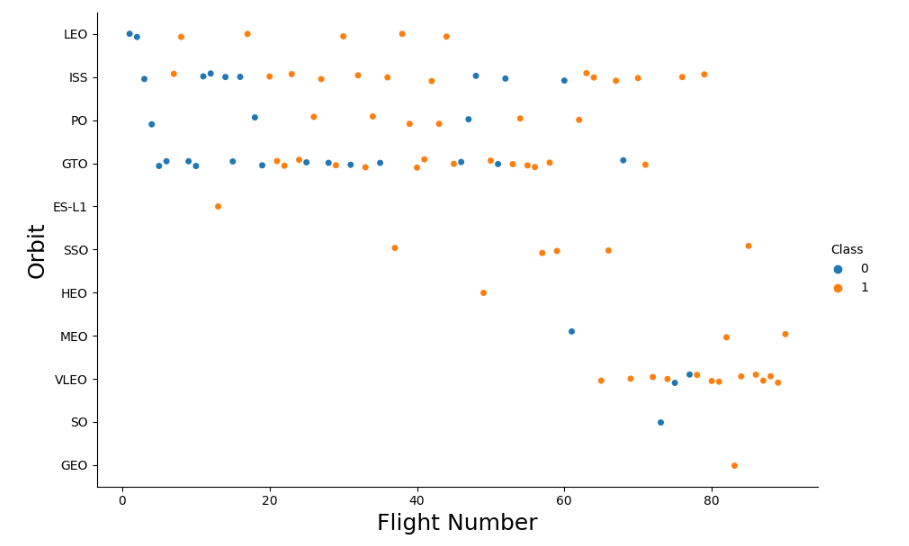 LEO
ISS
PO
GTO
ES-L1
SSO
HEO
MEO
VLEO
SO
GEO
Orbit
0 20 40 60 80
Flight Number
Class
0
1